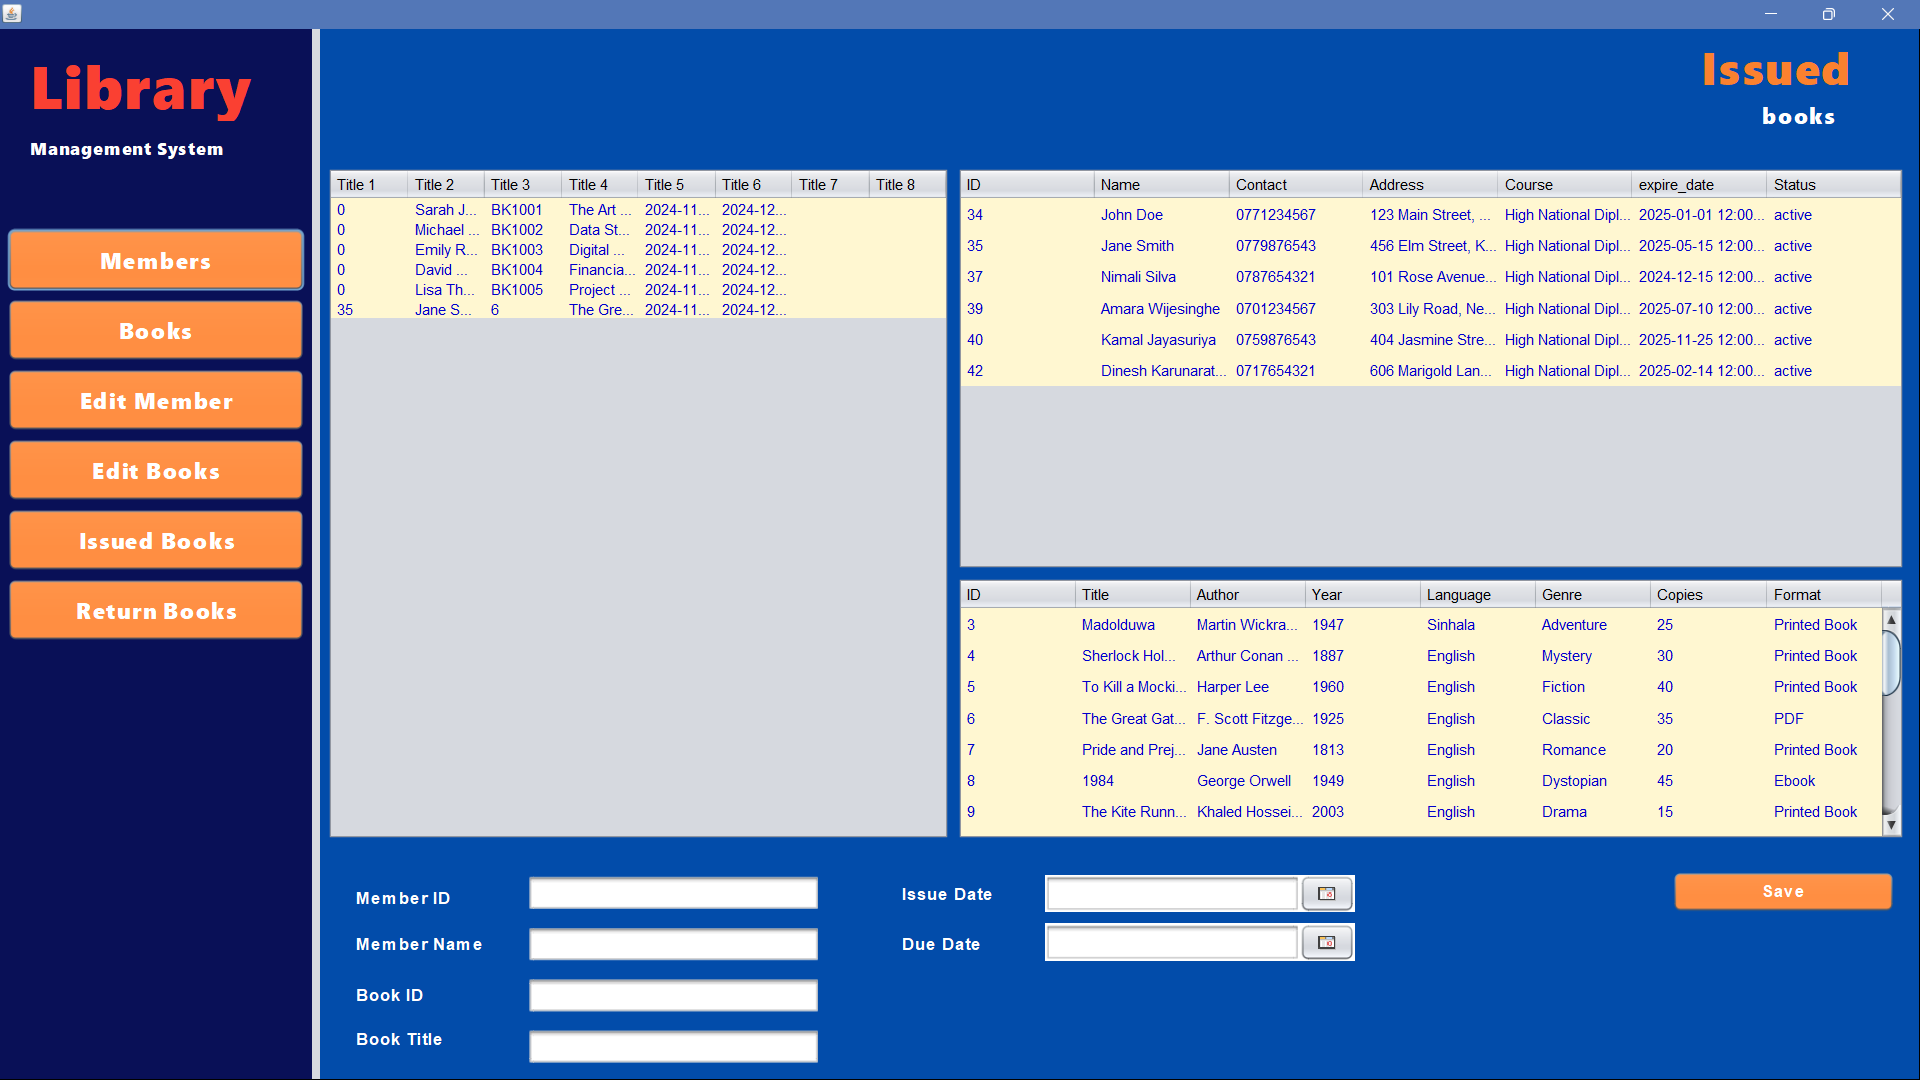 Library
Management System
Members
Books
Edit Member
Edit Books
Issued Books
Return Books
Issued
books
Title 1 Title 2 Title 3 Title 4 Title 5 Title 6 Title 7 Title 8
0 Sarah J... BK1001 The Art ... 2024-11... 2024-12...
0 Michael ... BK1002 Data St... 2024-11... 2024-12...
0 Emily R... BK1003 Digital ... 2024-11... 2024-12...
0 David ... BK1004 Financia... 2024-11... 2024-12...
0 Lisa Th... BK1005 Project ... 2024-11... 2024-12...
35 Jane S... 6 The Gre... 2024-11... 2024-12...
ID Name Contact Address Course expire_date Status
34 John Doe 0771234567 123 Main Street, ... High National Dipl... 2025-01-01 12:00... active
35 Jane Smith 0779876543 456 Elm Street, K... High National Dipl... 2025-05-15 12:00... active
37 Nimali Silva 0787654321 101 Rose Avenue... High National Dipl... 2024-12-15 12:00... active
39 Amara Wijesinghe 0701234567 303 Lily Road, Ne... High National Dipl... 2025-07-10 12:00... active
40 Kamal Jayasuriya 0759876543 404 Jasmine Stre... High National Dipl... 2025-11-25 12:00... active
42 Dinesh Karunarat... 0717654321 606 Marigold Lan... High National Dipl... 2025-02-14 12:00... active
ID Title Author Year Language Genre Copies Format
3 Madolduwa Martin Wickra... 1947 Sinhala Adventure 25 Printed Book
4 Sherlock Hol... Arthur Conan ... 1887 English Mystery 30 Printed Book
5 To Kill a Mocki... Harper Lee 1960 English Fiction 40 Printed Book
6 The Great Gat... F. Scott Fitzge... 1925 English Classic 35 PDF
7 Pride and Prej... Jane Austen 1813 English Romance 20 Printed Book
8 1984 George Orwell 1949 English Dystopian 45 Ebook
9 The Kite Runn... Khaled Hossei... 2003 English Drama 15 Printed Book
Member ID
Member Name
Book ID
Book Title
Issue Date
Due Date
Save